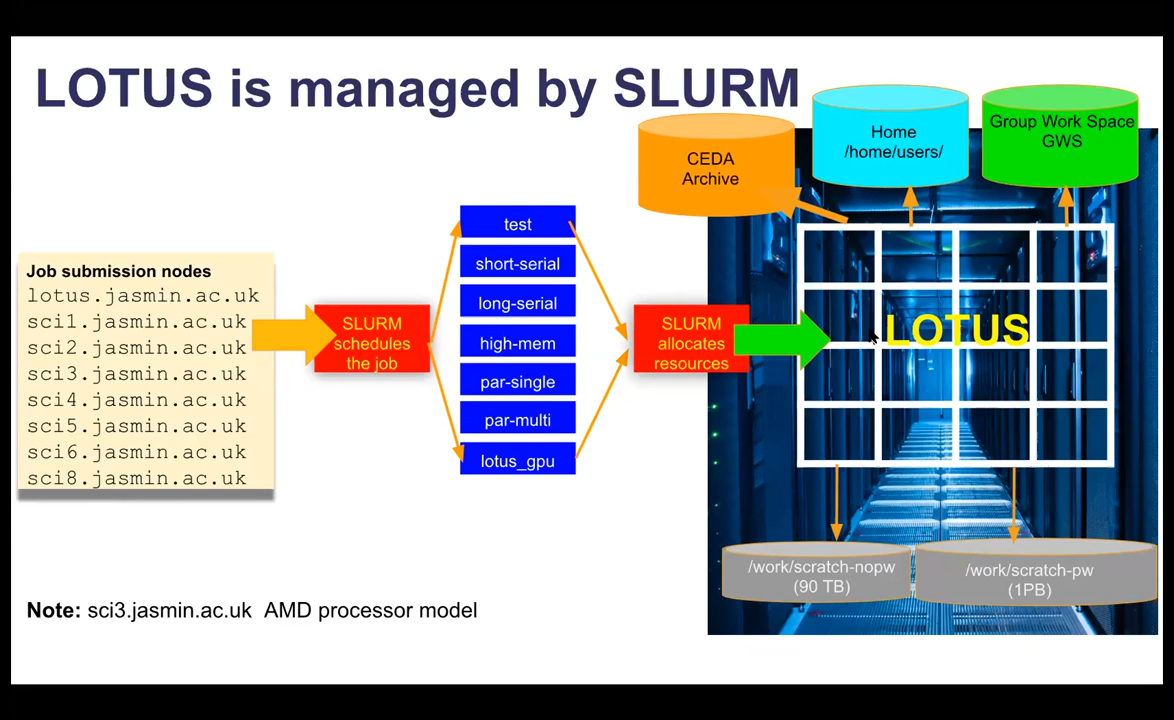 LOTUS is managed by SLURM
CEDA
Archive
Home
/home/users/
Group Work Space
GWS
Job submission nodes
lotus.jasmin.ac.uk
sci1.jasmin.ac.uk
sci2.jasmin.ac.uk
sci3.jasmin.ac.uk
sci4.jasmin.ac.uk
sci5.jasmin.ac.uk
sci6.jasmin.ac.uk
sci8.jasmin.ac.uk
SLURM
schedules
the job
test
short-serial
long-serial
high-mem
par-single
par-multi
lotus_gpu
SLURM
allocates
resources
LOTUS
/work/scratch-nopw
(90 TB)
/work/scratch-pw
(1PB)
Note: sci3.jasmin.ac.uk AMD processor model